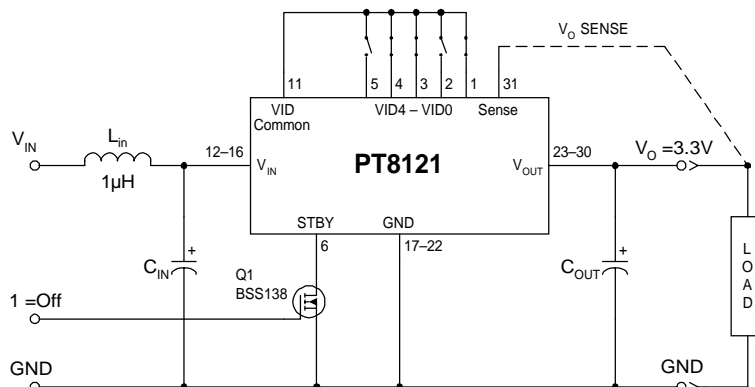 V_O SENSE
11 5 4 3 2 1 31
VID Common
VID4 – VID0
Sense
V_IN
L_in
1µH
12–16
V_IN
PT8121
V_OUT
23–30
V_O =3.3V
STBY
GND
6
17–22
C_IN
+
Q1
BSS138
C_OUT
+
LOAD
1 =Off
GND
GND